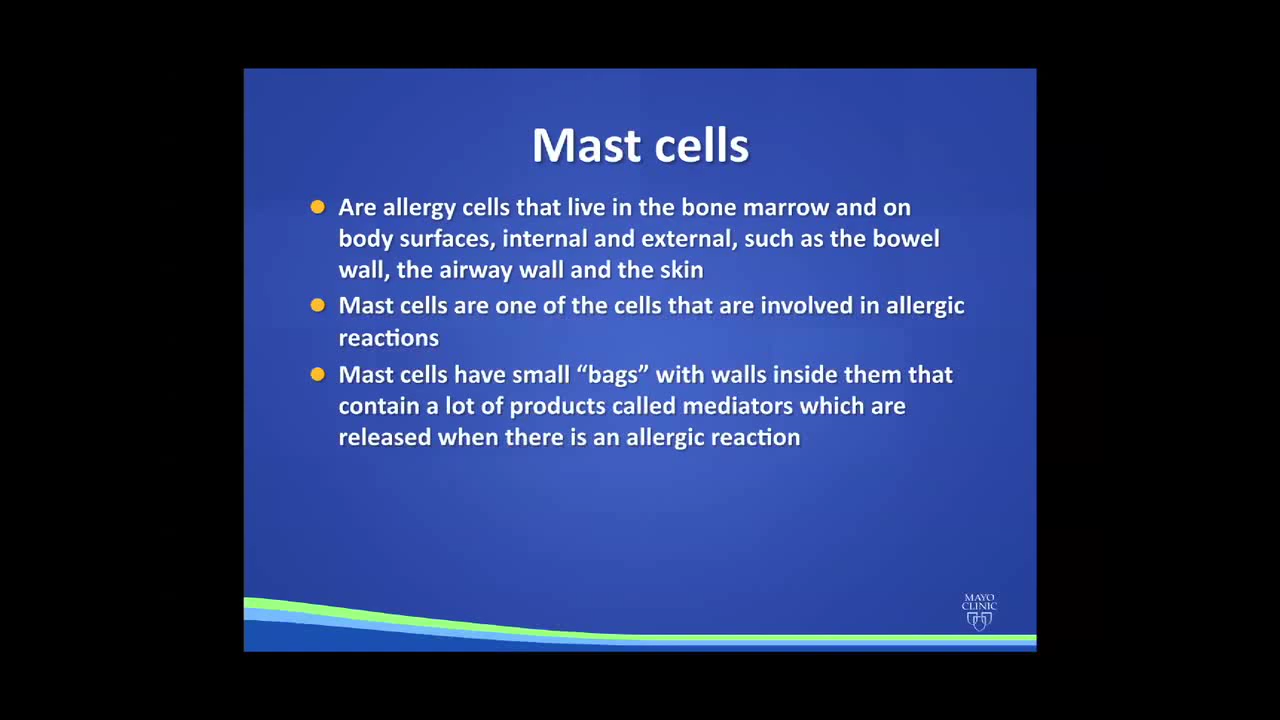 Mast cells
Are allergy cells that live in the bone marrow and on
body surfaces, internal and external, such as the bowel
wall, the airway wall and the skin
Mast cells are one of the cells that are involved in allergic
reactions
Mast cells have small “bags” with walls inside them that
contain a lot of products called mediators which are
released when there is an allergic reaction
MAYO
CLINIC